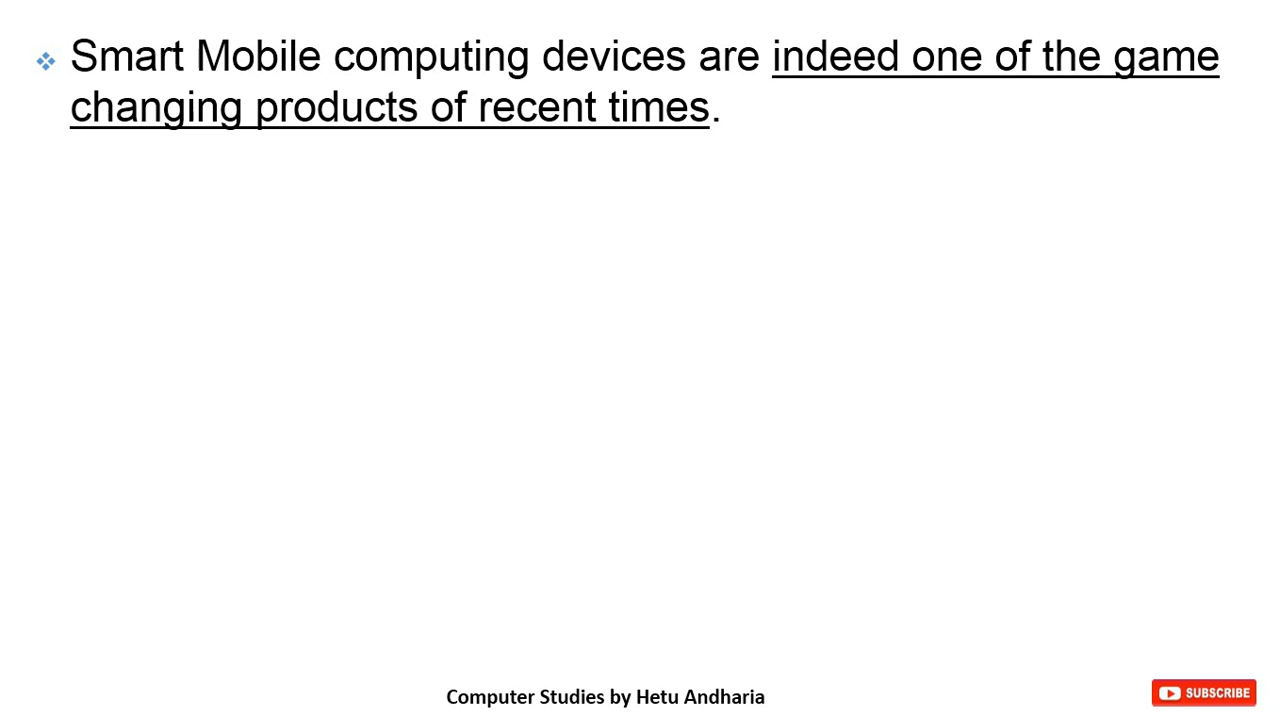 Smart Mobile computing devices are indeed one of the game
changing products of recent times.
Computer Studies by Hetu Andharia
SUBSCRIBE